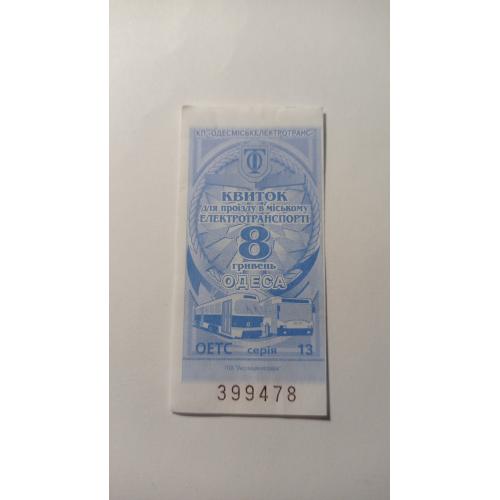 КП "ОДЕСМІСЬКЕЛЕКТРОТРАНС"
КВИТОК
для проїзду в міському
ЕЛЕКТРОТРАНСПОРТІ
8
гривень
ОДЕСА
ОЕТС серія 13
399478